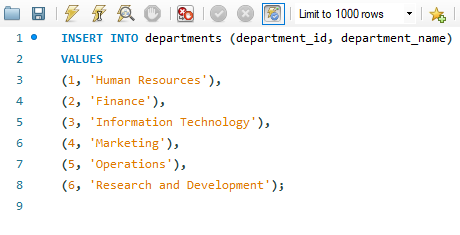 Limit to 1000 rows
1 INSERT INTO departments (department_id, department_name)
2 VALUES
3 (1, 'Human Resources'),
4 (2, 'Finance'),
5 (3, 'Information Technology'),
6 (4, 'Marketing'),
7 (5, 'Operations'),
8 (6, 'Research and Development');
9